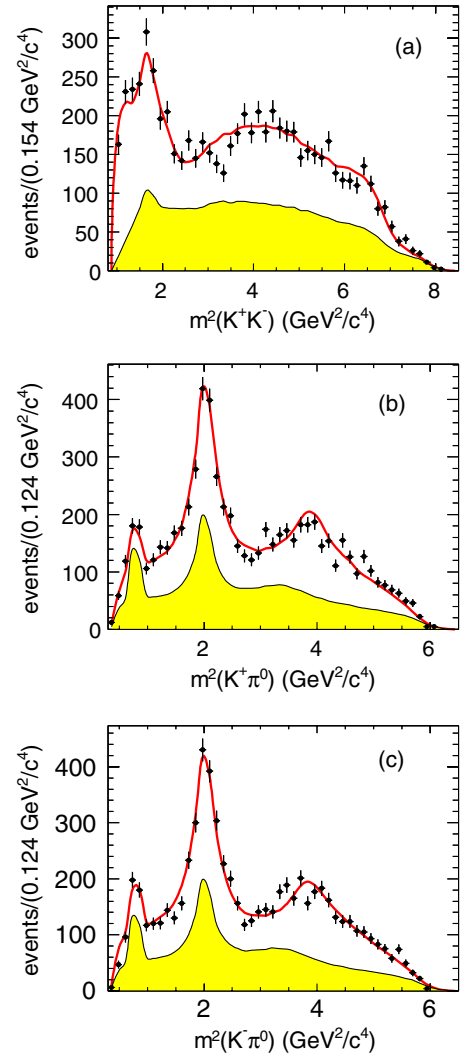 (a)
events/(0.154 GeV²/c⁴)
300
250
200
150
100
50
0
2 4 6 8
m²(K⁺K⁻) (GeV²/c⁴)
(b)
events/(0.124 GeV²/c⁴)
400
300
200
100
0
2 4 6
m²(K⁺π⁰) (GeV²/c⁴)
(c)
events/(0.124 GeV²/c⁴)
400
300
200
100
0
2 4 6
m²(K⁻π⁰) (GeV²/c⁴)